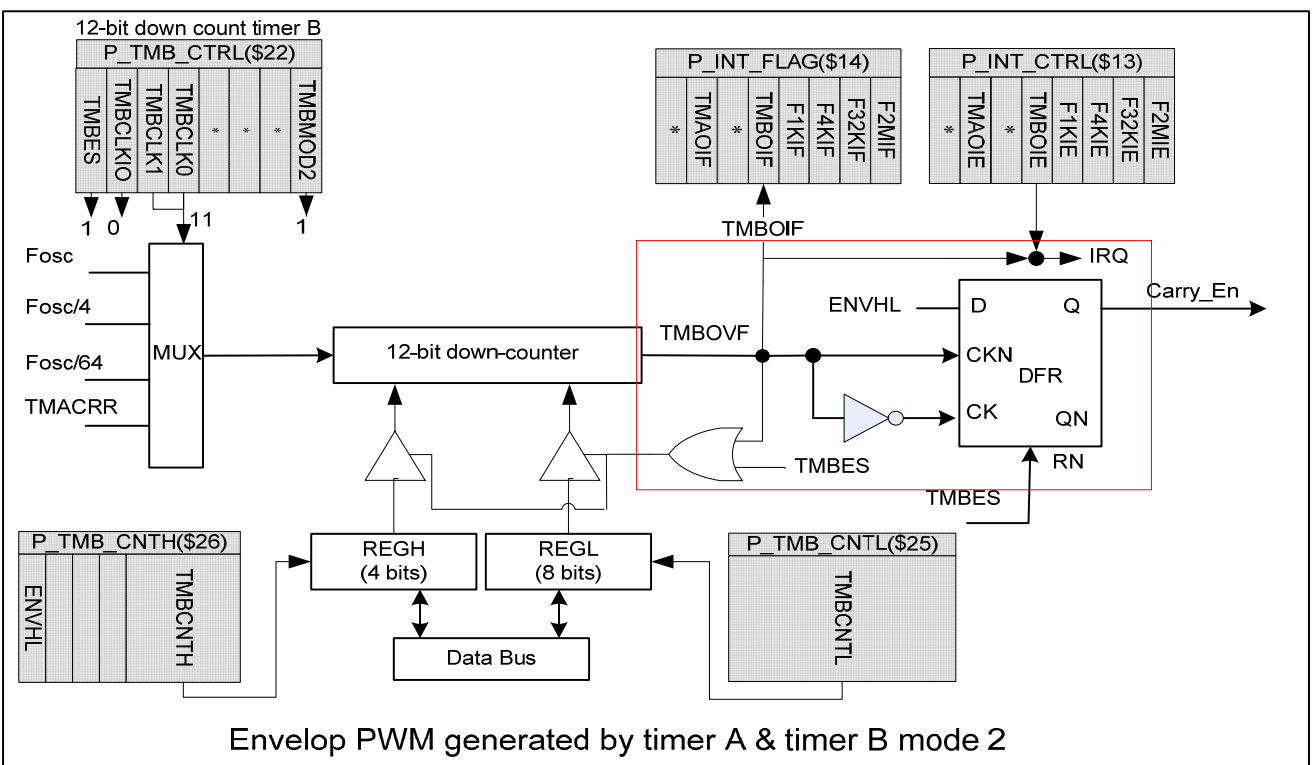 12-bit down count timer B
P_TMB_CTRL($22)
TMBES
TMBCLKIO
TMBCLK1
TMBCLK0
*
*
*
TMBMOD2
1
0
11
1
P_INT_FLAG($14)
*
TMAOIF
*
TMBOIF
F1KIF
F4KIF
F32KIF
F2MIF
P_INT_CTRL($13)
*
TMAOIE
*
TMBOIE
F1KIE
F4KIE
F32KIE
F2MIE
TMBOIF
IRQ
Fosc
Fosc/4
Fosc/64
TMACRR
MUX
12-bit down-counter
TMBOVF
ENVHL
D
Q
Carry_En
CKN
DFR
CK
QN
RN
TMBES
TMBES
P_TMB_CNTH($26)
ENVHL
TMBCNTH
REGH
(4 bits)
REGL
(8 bits)
P_TMB_CNTL($25)
TMBCNTL
Data Bus
Envelop PWM generated by timer A & timer B mode 2